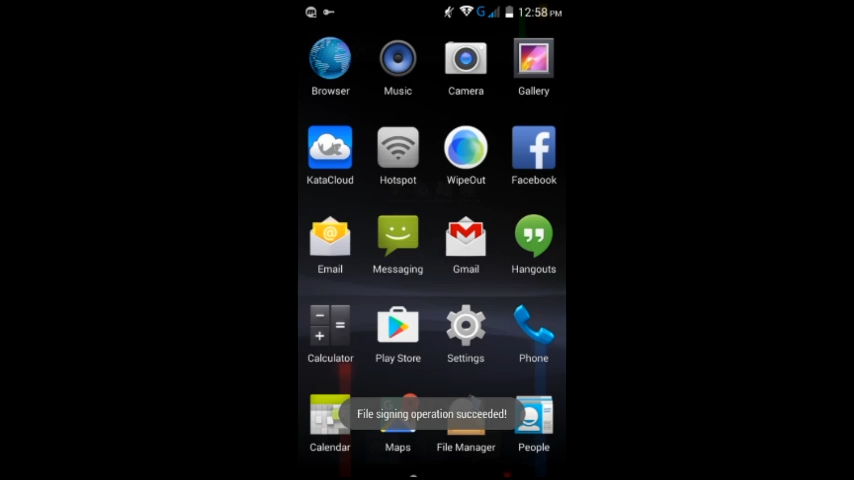 G 12:58 PM
Browser Music Camera Gallery
KataCloud Hotspot WipeOut Facebook
Email Messaging Gmail Hangouts
Calculator Play Store Settings Phone
File signing operation succeeded!
Calendar Maps File Manager People